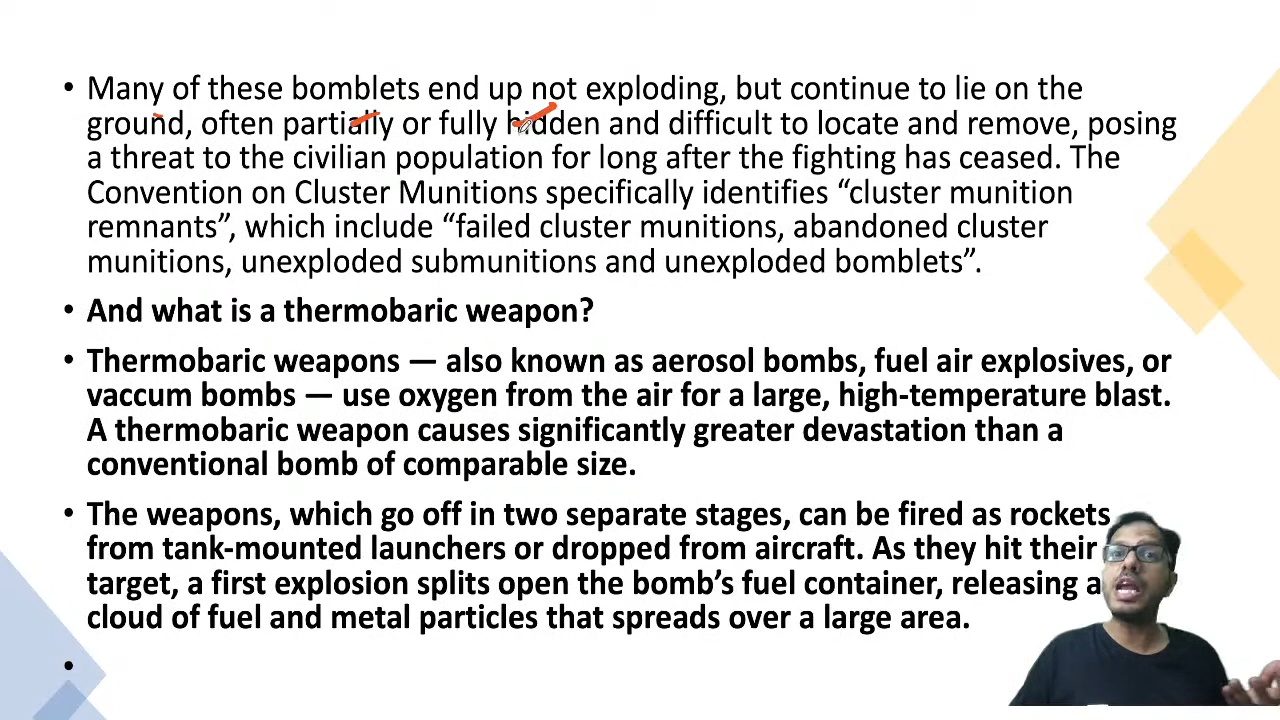 • Many of these bomblets end up not exploding, but continue to lie on the
ground, often partially or fully hidden and difficult to locate and remove, posing
a threat to the civilian population for long after the fighting has ceased. The
Convention on Cluster Munitions specifically identifies “cluster munition
remnants”, which include “failed cluster munitions, abandoned cluster
munitions, unexploded submunitions and unexploded bomblets”.
• And what is a thermobaric weapon?
• Thermobaric weapons — also known as aerosol bombs, fuel air explosives, or
vaccum bombs — use oxygen from the air for a large, high-temperature blast.
A thermobaric weapon causes significantly greater devastation than a
conventional bomb of comparable size.
• The weapons, which go off in two separate stages, can be fired as rockets
from tank-mounted launchers or dropped from aircraft. As they hit their
target, a first explosion splits open the bomb’s fuel container, releasing a
cloud of fuel and metal particles that spreads over a large area.
•